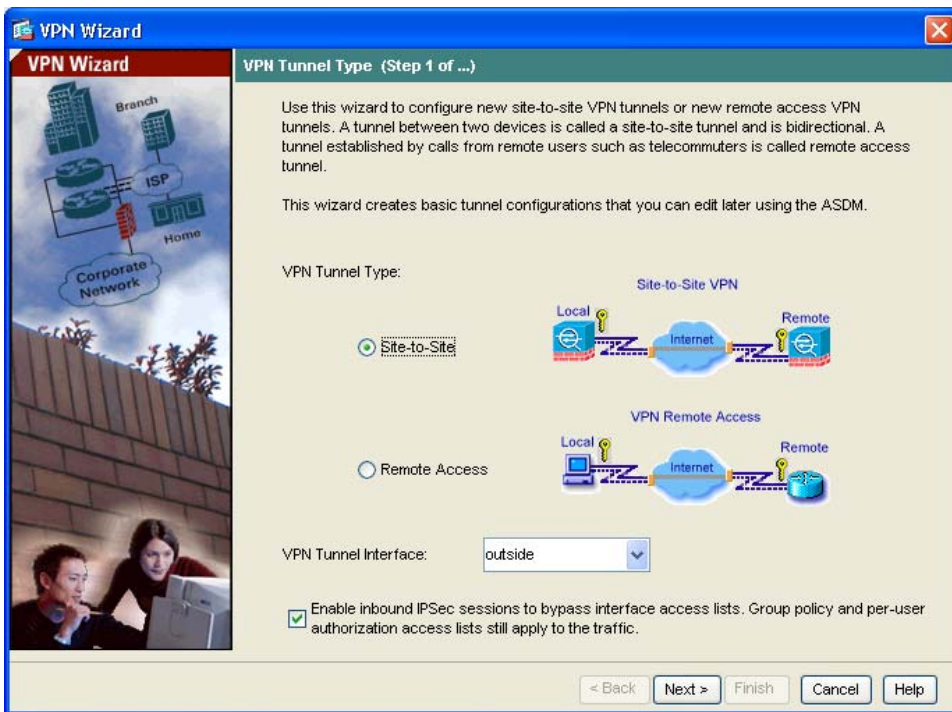 VPN Wizard
VPN Wizard
Branch
ISP
Home
Corporate
Network
VPN Tunnel Type (Step 1 of ...)
Use this wizard to configure new site-to-site VPN tunnels or new remote access VPN
tunnels. A tunnel between two devices is called a site-to-site tunnel and is bidirectional. A
tunnel established by calls from remote users such as telecommuters is called remote access
tunnel.
This wizard creates basic tunnel configurations that you can edit later using the ASDM.
VPN Tunnel Type:
Site-to-Site VPN
Local
Remote
Internet
Site-to-Site
VPN Remote Access
Local
Remote
Internet
Remote Access
VPN Tunnel Interface:
outside
Enable inbound IPSec sessions to bypass interface access lists. Group policy and per-user
authorization access lists still apply to the traffic.
< Back
Next >
Finish
Cancel
Help